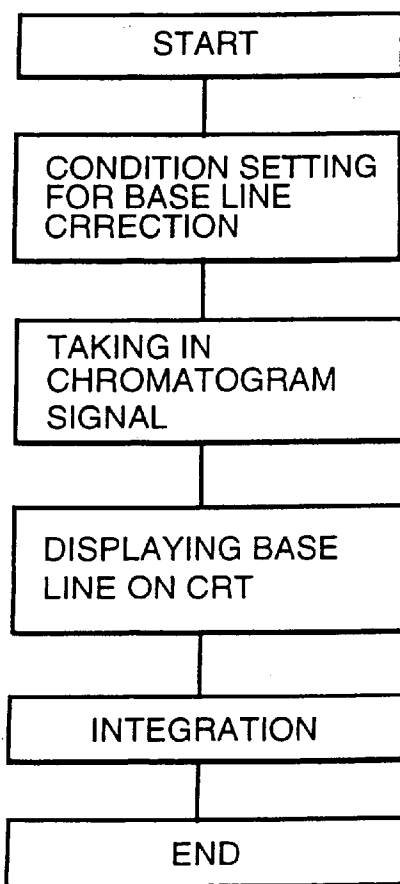 START
CONDITION SETTING
FOR BASE LINE
CRRECTION
TAKING IN
CHROMATOGRAM
SIGNAL
DISPLAYING BASE
LINE ON CRT
INTEGRATION
END